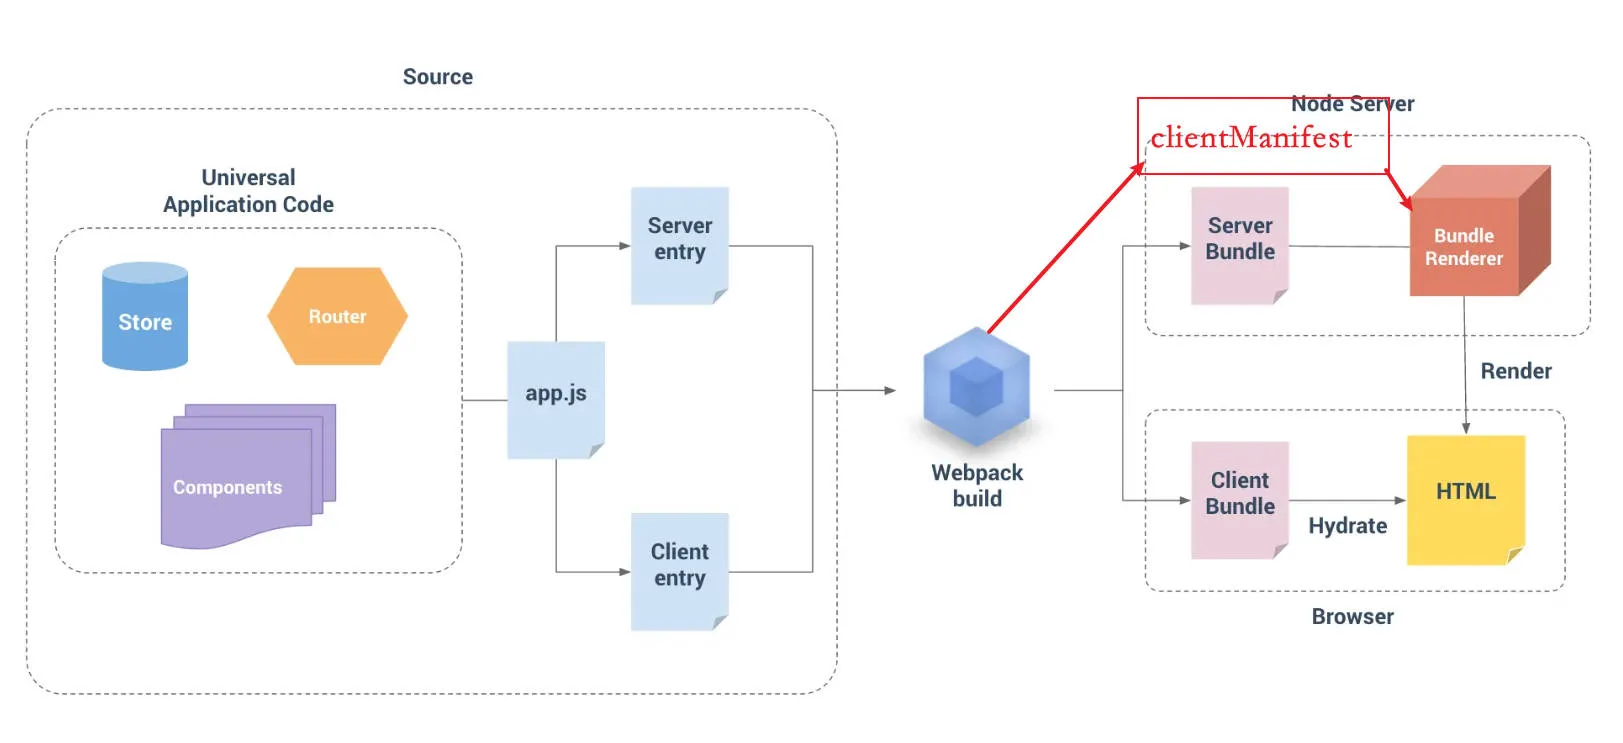 Source
Universal
Application Code
Store
Router
Components
app.js
Server
entry
Client
entry
Webpack
build
Node Server
clientManifest
Server
Bundle
Bundle
Renderer
Render
Client
Bundle
Hydrate
HTML
Browser